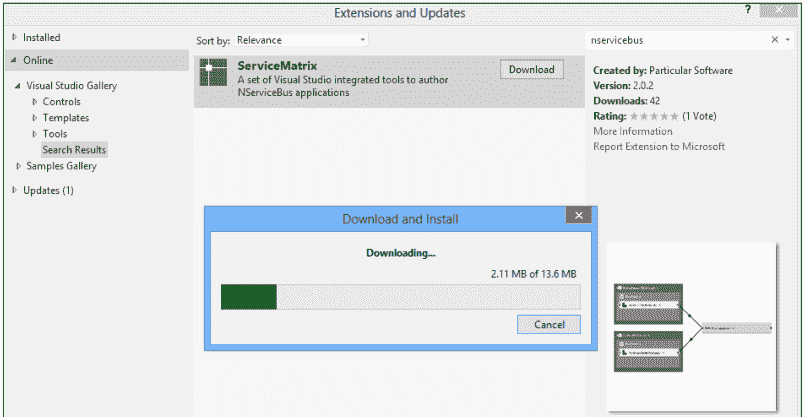 Extensions and Updates
?
Installed
Online
Visual Studio Gallery
Controls
Templates
Tools
Search Results
Samples Gallery
Updates (1)
Sort by: Relevance
ServiceMatrix
A set of Visual Studio integrated tools to author
NServiceBus applications
Download
nservicebus
Created by: Particular Software
Version: 2.0.2
Downloads: 42
Rating: (1 Vote)
More Information
Report Extension to Microsoft
Download and Install
Downloading...
2.11 MB of 13.6 MB
Cancel